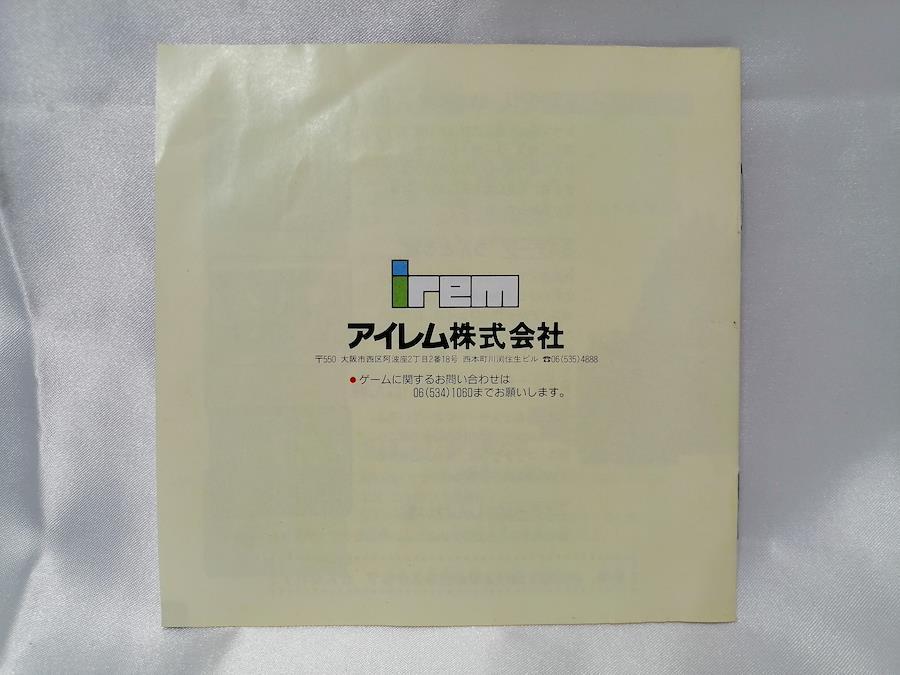 irem
アイレム株式会社
〒550 大阪市西区阿波座2丁目2番18号 西本町川渕住生ビル ☎06(535)4888
●ゲームに関するお問い合わせは
06(534)1060までお願いします。